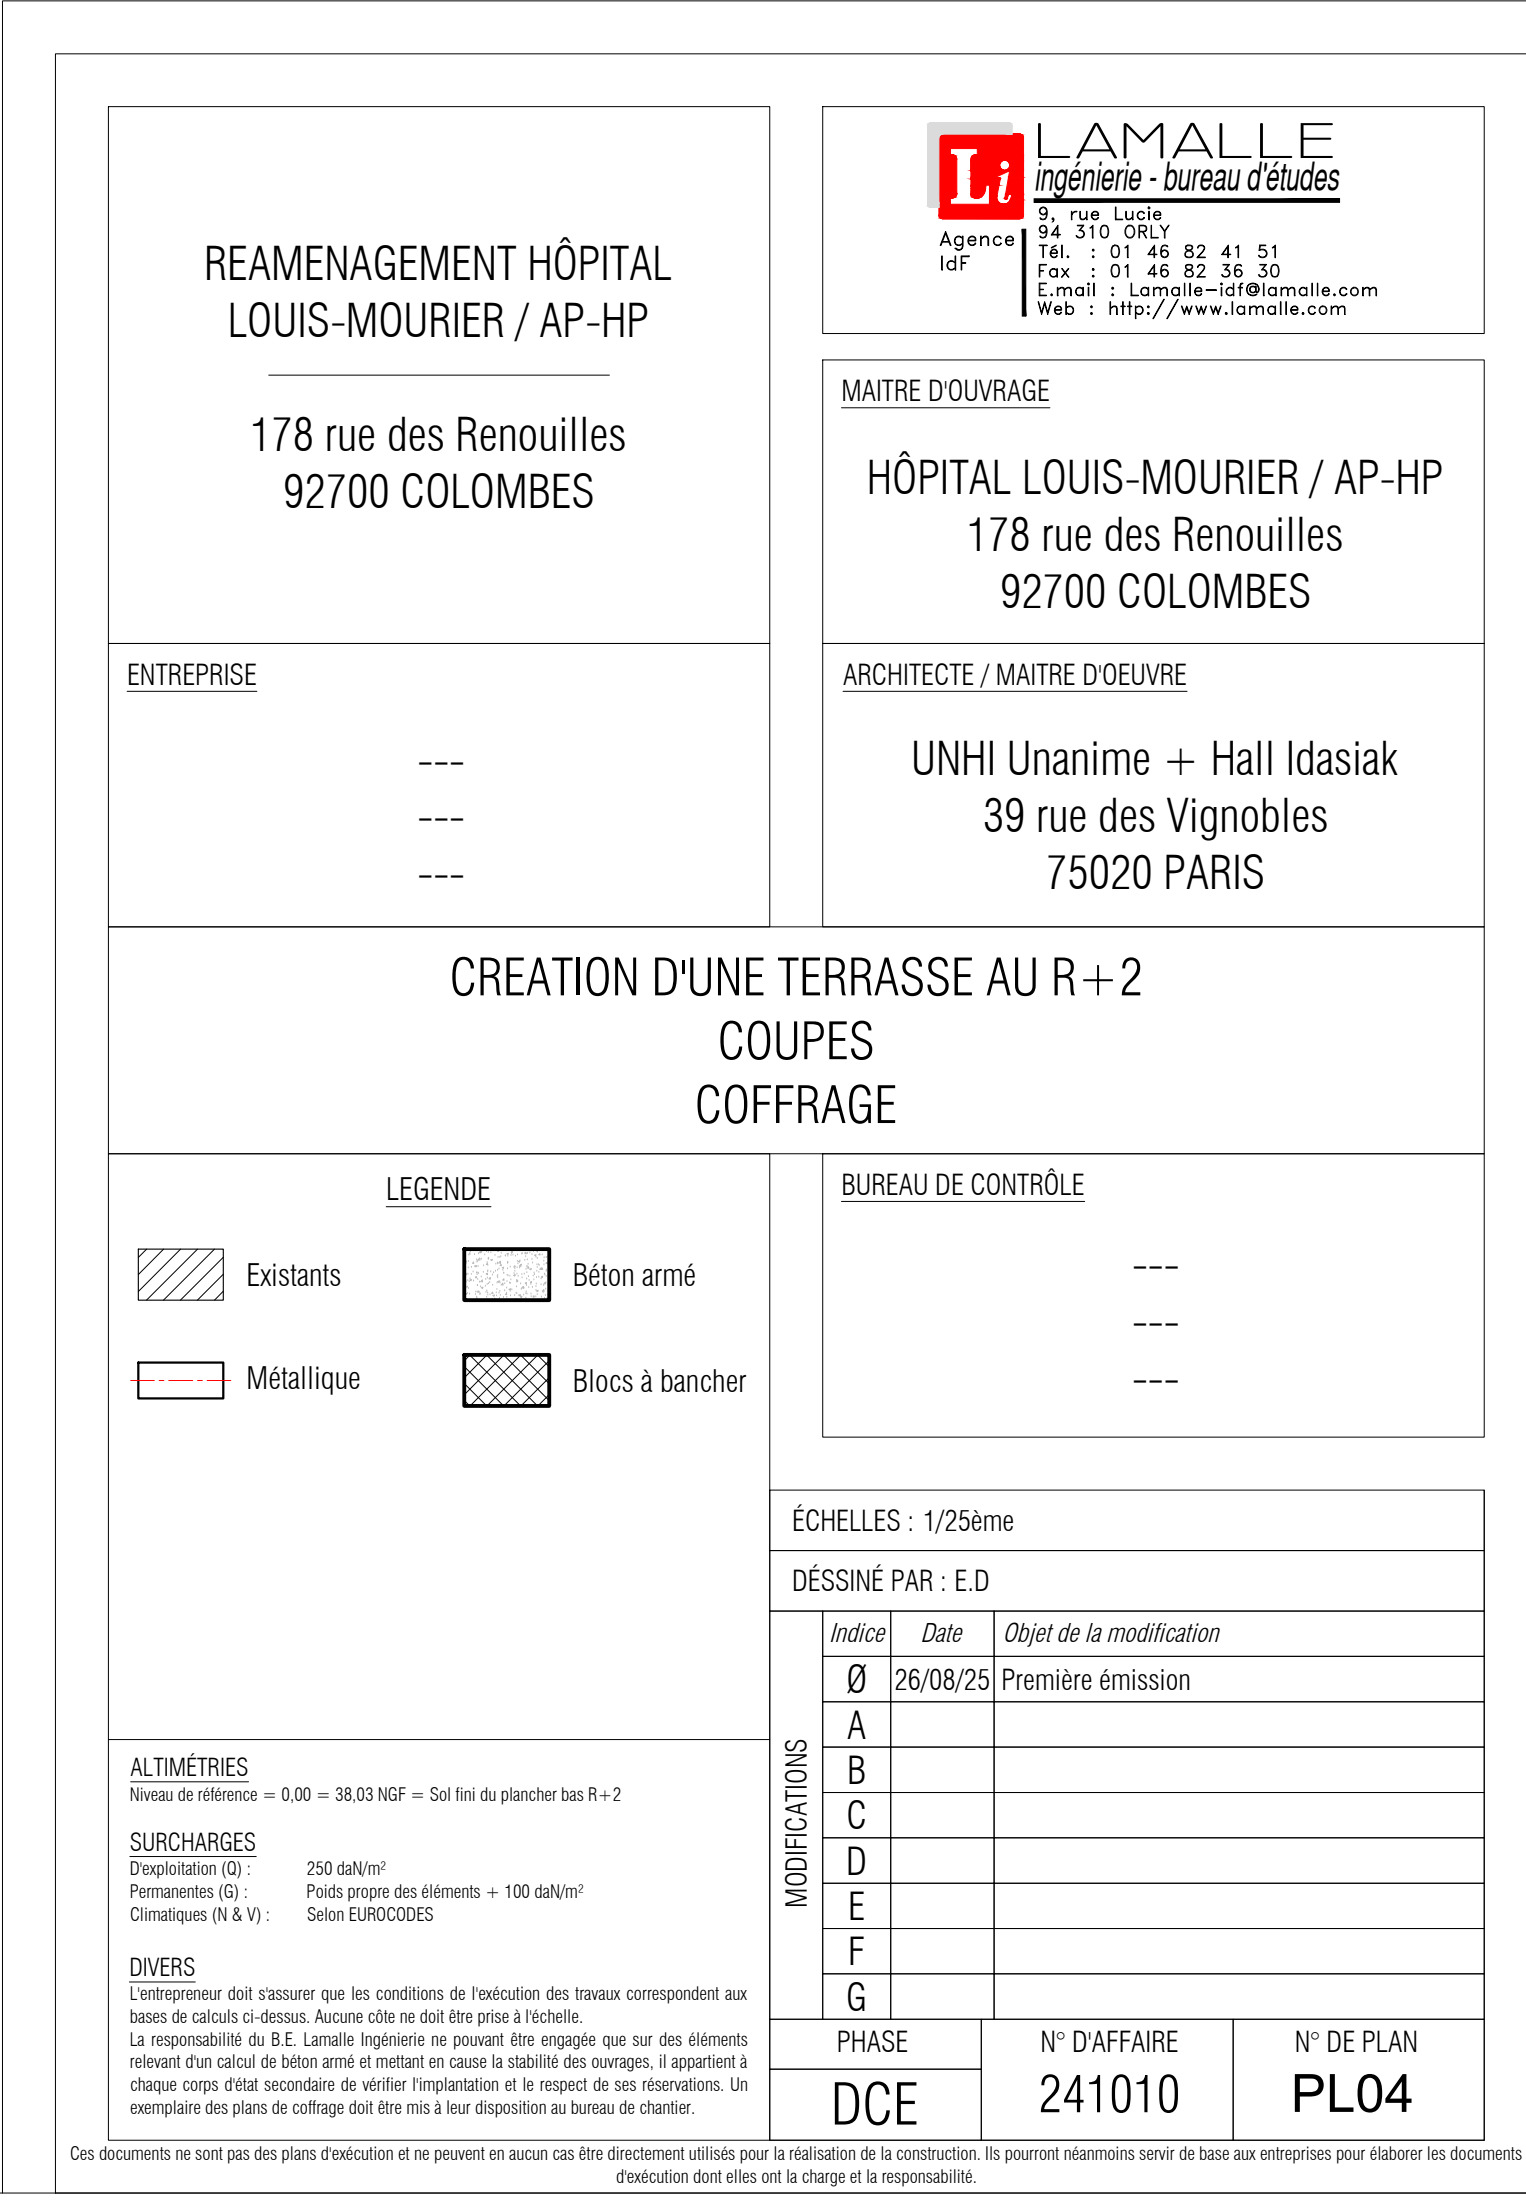 REAMENAGEMENT HÔPITAL
LOUIS-MOURIER / AP-HP
178 rue des Renouilles
92700 COLOMBES
Li
LAMALLE
ingénierie - bureau d'études
Agence
IdF
9, rue Lucie
94 310 ORLY
Tél. : 01 46 82 41 51
Fax : 01 46 82 36 30
E.mail : Lamalle-idf@lamalle.com
Web : http://www.lamalle.com
MAITRE D'OUVRAGE
HÔPITAL LOUIS-MOURIER / AP-HP
178 rue des Renouilles
92700 COLOMBES
ENTREPRISE
---
---
---
ARCHITECTE / MAITRE D'OEUVRE
UNHI Unanime + Hall Idasiak
39 rue des Vignobles
75020 PARIS
CREATION D'UNE TERRASSE AU R+2
COUPES
COFFRAGE
LEGENDE
Existants
Béton armé
Métallique
Blocs à bancher
BUREAU DE CONTRÔLE
---
---
---
ÉCHELLES : 1/25ème
DÉSSINÉ PAR : E.D
MODIFICATIONS
Indice Date Objet de la modification
Ø 26/08/25 Première émission
A
B
C
D
E
F
G
ALTIMÉTRIES
Niveau de référence = 0,00 = 38,03 NGF = Sol fini du plancher bas R+2
SURCHARGES
D'exploitation (Q) : 250 daN/m²
Permanentes (G) : Poids propre des éléments + 100 daN/m²
Climatiques (N & V) : Selon EUROCODES
DIVERS
L'entrepreneur doit s'assurer que les conditions de l'exécution des travaux correspondent aux
bases de calculs ci-dessus. Aucune côte ne doit être prise à l'échelle.
La responsabilité du B.E. Lamalle Ingénierie ne pouvant être engagée que sur des éléments
relevant d'un calcul de béton armé et mettant en cause la stabilité des ouvrages, il appartient à
chaque corps d'état secondaire de vérifier l'implantation et le respect de ses réservations. Un
exemplaire des plans de coffrage doit être mis à leur disposition au bureau de chantier.
PHASE
DCE
N° D'AFFAIRE
241010
N° DE PLAN
PL04
Ces documents ne sont pas des plans d'exécution et ne peuvent en aucun cas être directement utilisés pour la réalisation de la construction. Ils pourront néanmoins servir de base aux entreprises pour élaborer les documents
d'exécution dont elles ont la charge et la responsabilité.